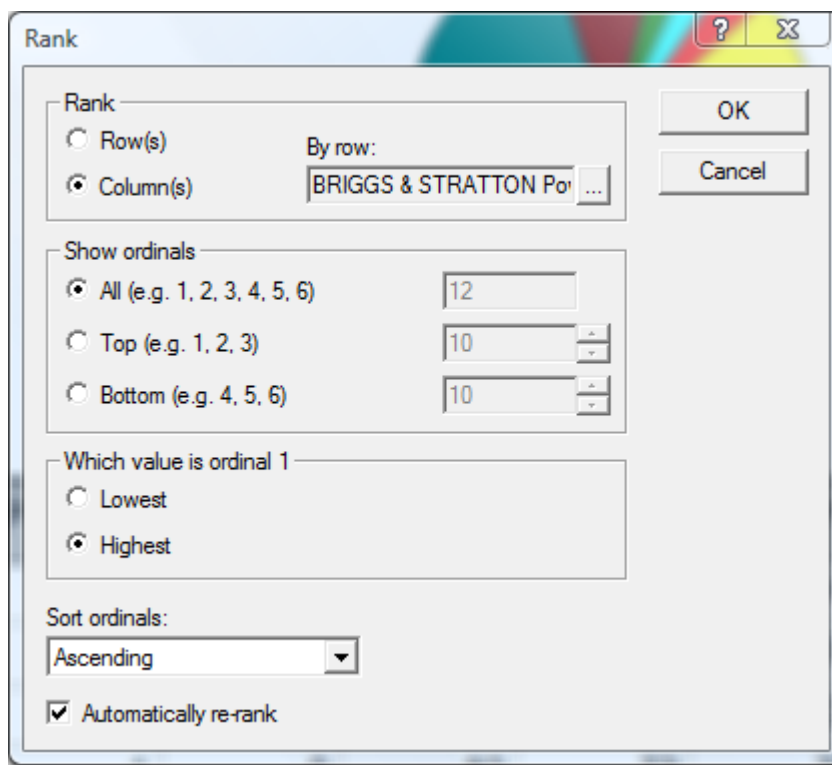 Rank
Rank
Row(s)
By row:
Column(s)
BRIGGS & STRATTON
...
OK
Cancel
Show ordinals
All (e.g. 1, 2, 3, 4, 5, 6)
12
Top (e.g. 1, 2, 3)
10
Bottom (e.g. 4, 5, 6)
10
Which value is ordinal 1
Lowest
Highest
Sort ordinals:
Ascending
Automatically re-rank